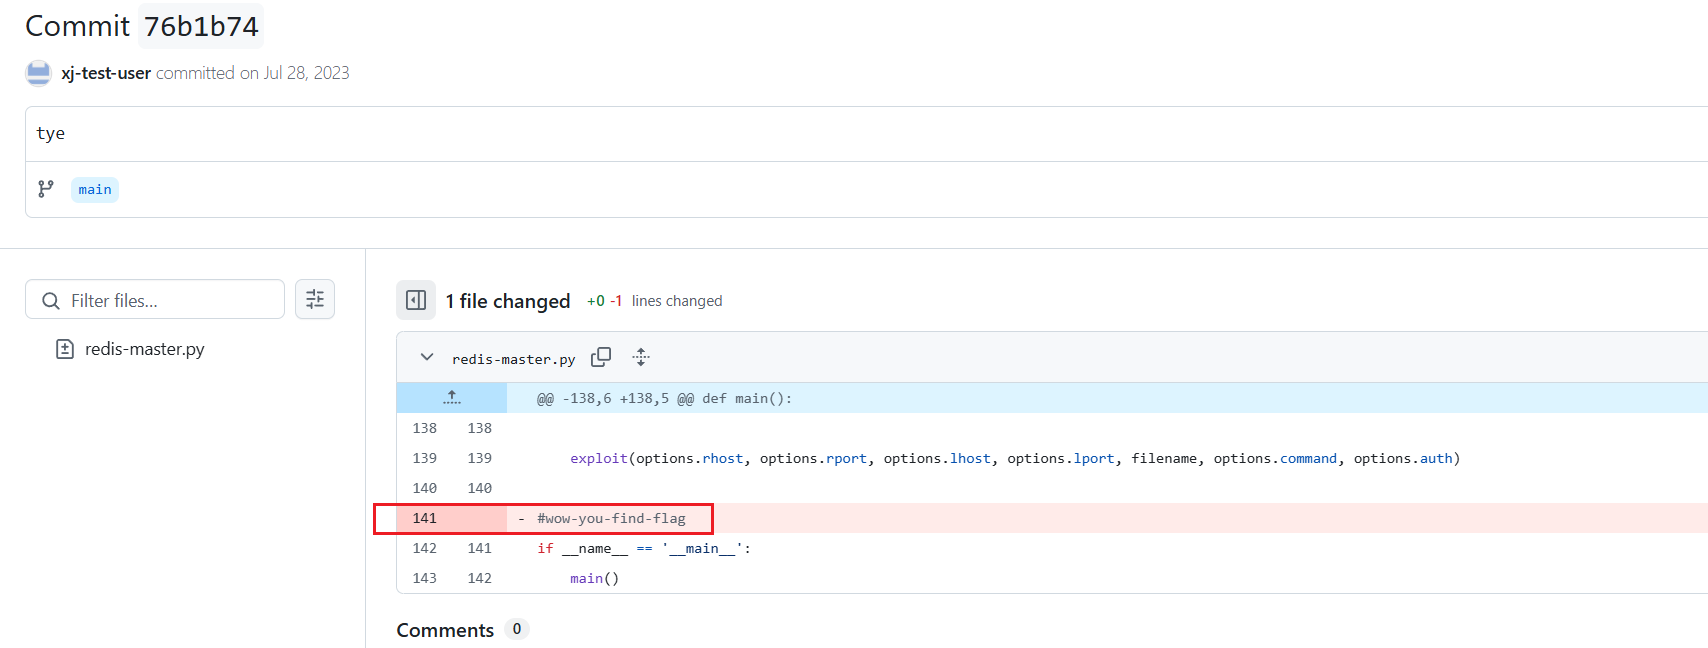 Commit 76b1b74
xj-test-user committed on Jul 28, 2023
tye
main
Filter files...
redis-master.py
1 file changed +0 -1 lines changed
redis-master.py
@@ -138,6 +138,5 @@ def main():
138 138
139 139 exploit(options.rhost, options.rport, options.lhost, options.lport, filename, options.command, options.auth)
140 140
141 - #wow-you-find-flag
142 141 if __name__ == '__main__':
143 142 main()
Comments 0